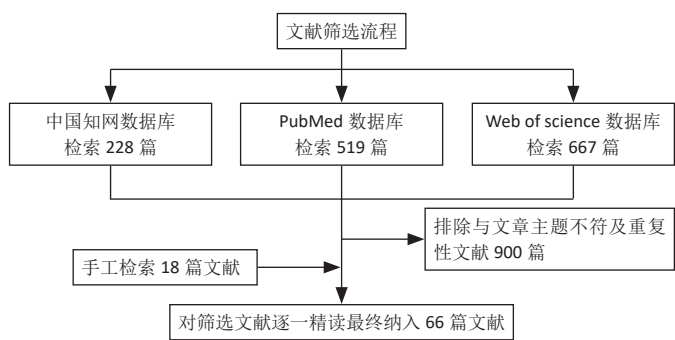 文献筛选流程
中国知网数据库
检索 228 篇
PubMed 数据库
检索 519 篇
Web of science 数据库
检索 667 篇
排除与文章主题不符及重复
性文献 900 篇
手工检索 18 篇文献
对筛选文献逐一精读最终纳入 66 篇文献